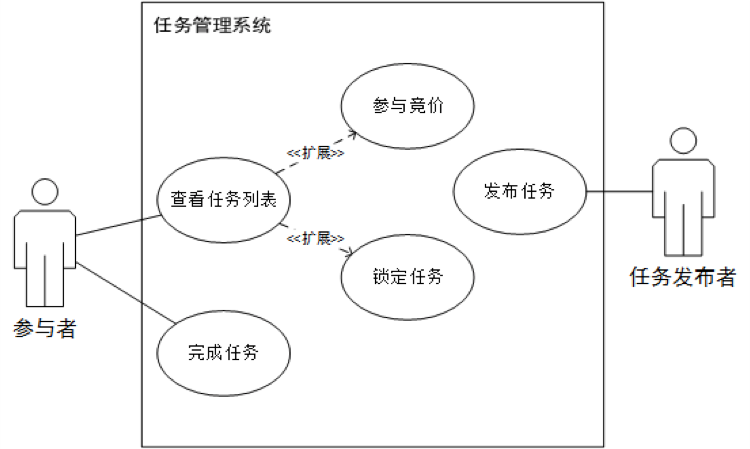 任务管理系统
参与竟价
<<扩展>>
查看任务列表
发布任务
<<扩展>>
锁定任务
任务发布者
参与者
完成任务